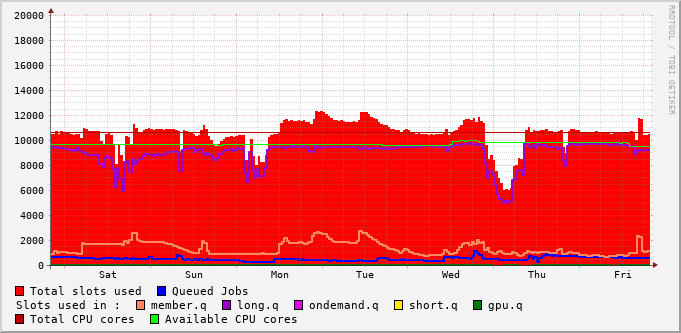 20000
18000
16000
14000
12000
10000
8000
6000
4000
2000
0
Sat Sun Mon Tue Wed Thu Fri
RRDTOOL / TOBI OETIKER
Total slots used Queued Jobs
Slots used in : member.q long.q ondemand.q short.q gpu.q
Total CPU cores Available CPU cores